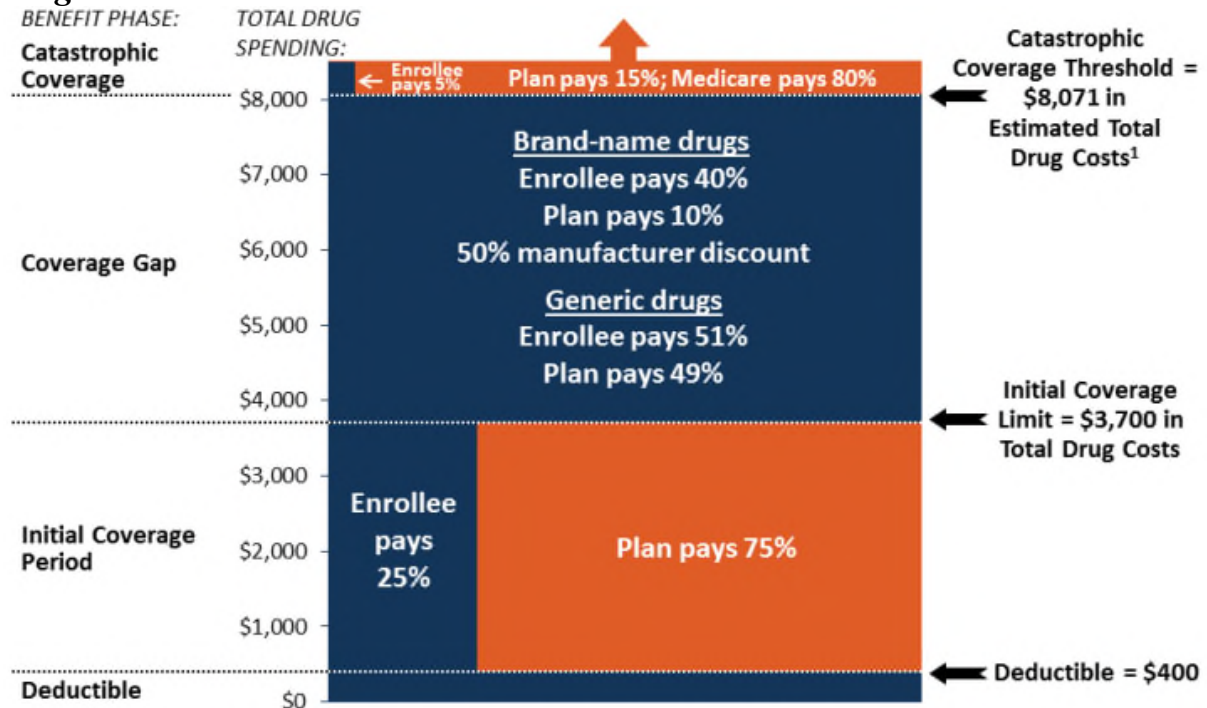 BENEFIT PHASE:
TOTAL DRUG
SPENDING:
Catastrophic
Coverage
Enrollee
pays 5%
Plan pays 15%; Medicare pays 80%
Catastrophic
Coverage Threshold =
$8,071 in
Estimated Total
Drug Costs1
$8,000
Brand-name drugs
Enrollee pays 40%
Plan pays 10%
50% manufacturer discount
Generic drugs
Enrollee pays 51%
Plan pays 49%
$7,000
$6,000
$5,000
$4,000
Coverage Gap
Initial Coverage
Limit = $3,700 in
Total Drug Costs
$3,000
$2,000
$1,000
Initial Coverage
Period
Enrollee
pays
25%
Plan pays 75%
Deductible = $400
Deductible
$0